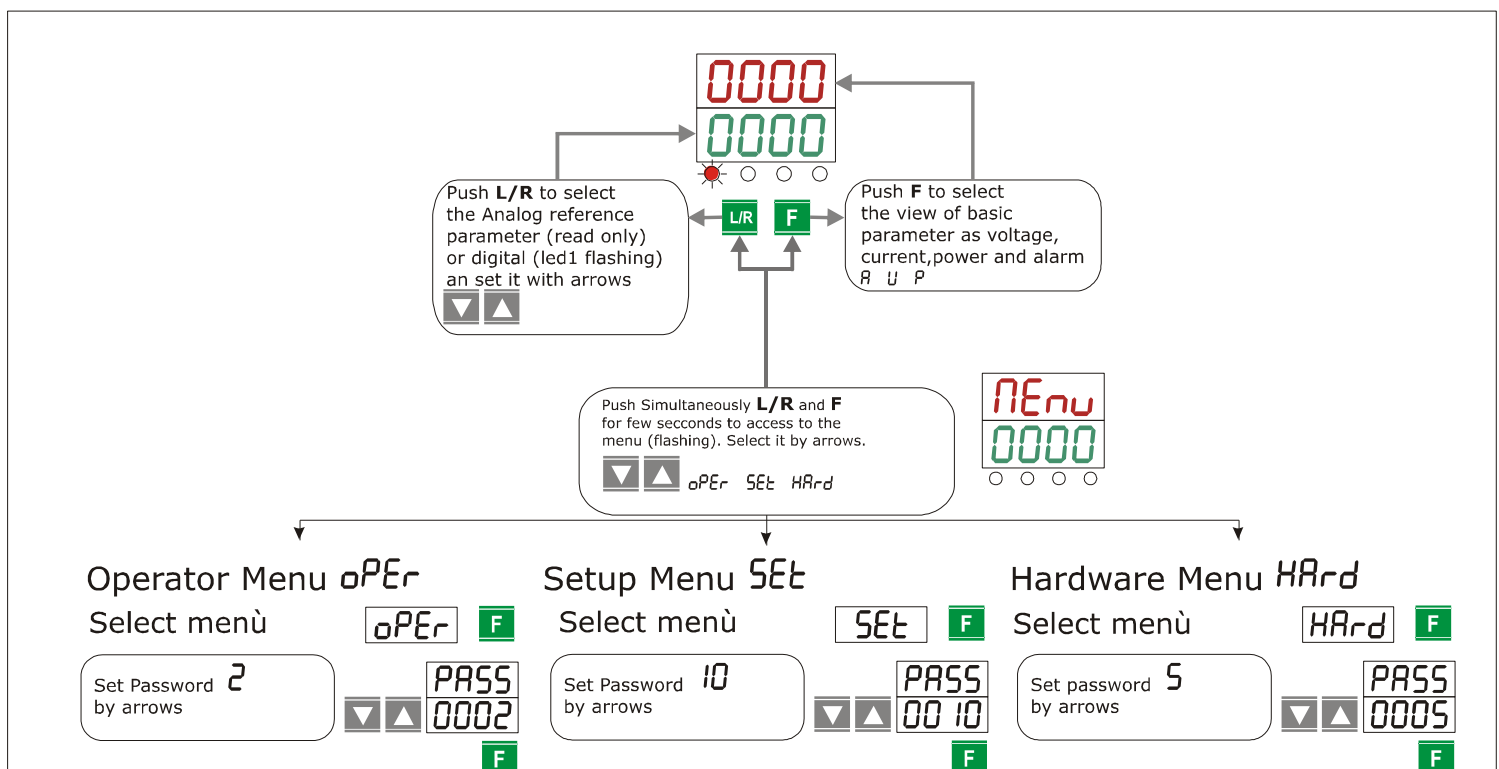 0000
0000
Push L/R to select
the Analog reference
parameter (read only)
or digital (led1 flashing)
an set it with arrows
L/R
F
Push F to select
the view of basic
parameter as voltage,
current,power and alarm
A U P
Push Simultaneously L/R and F
for few secconds to access to the
menu (flashing). Select it by arrows.
oPEr SEt HArd
MEnu
0000
Operator Menu oPEr
Select menù
oPEr
F
Set Password 2
by arrows
PASS
0002
F
Setup Menu SEt
Select menù
SEt
F
Set Password 10
by arrows
PASS
0010
F
Hardware Menu HArd
Select menù
HArd
F
Set password 5
by arrows
PASS
0005
F